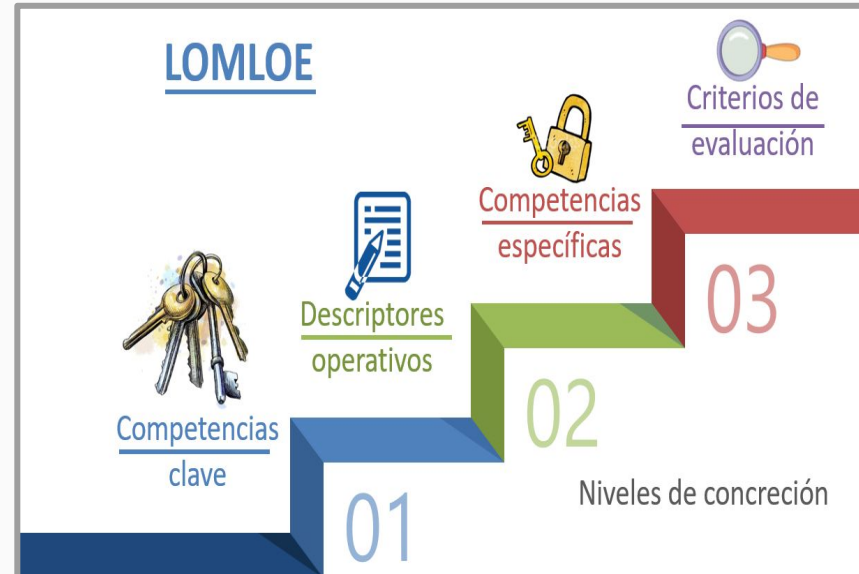 LOMLOE
Criterios de
evaluación
Competencias
específicas
Descriptores
operativos
Competencias
clave
03
02
01
Niveles de concreción